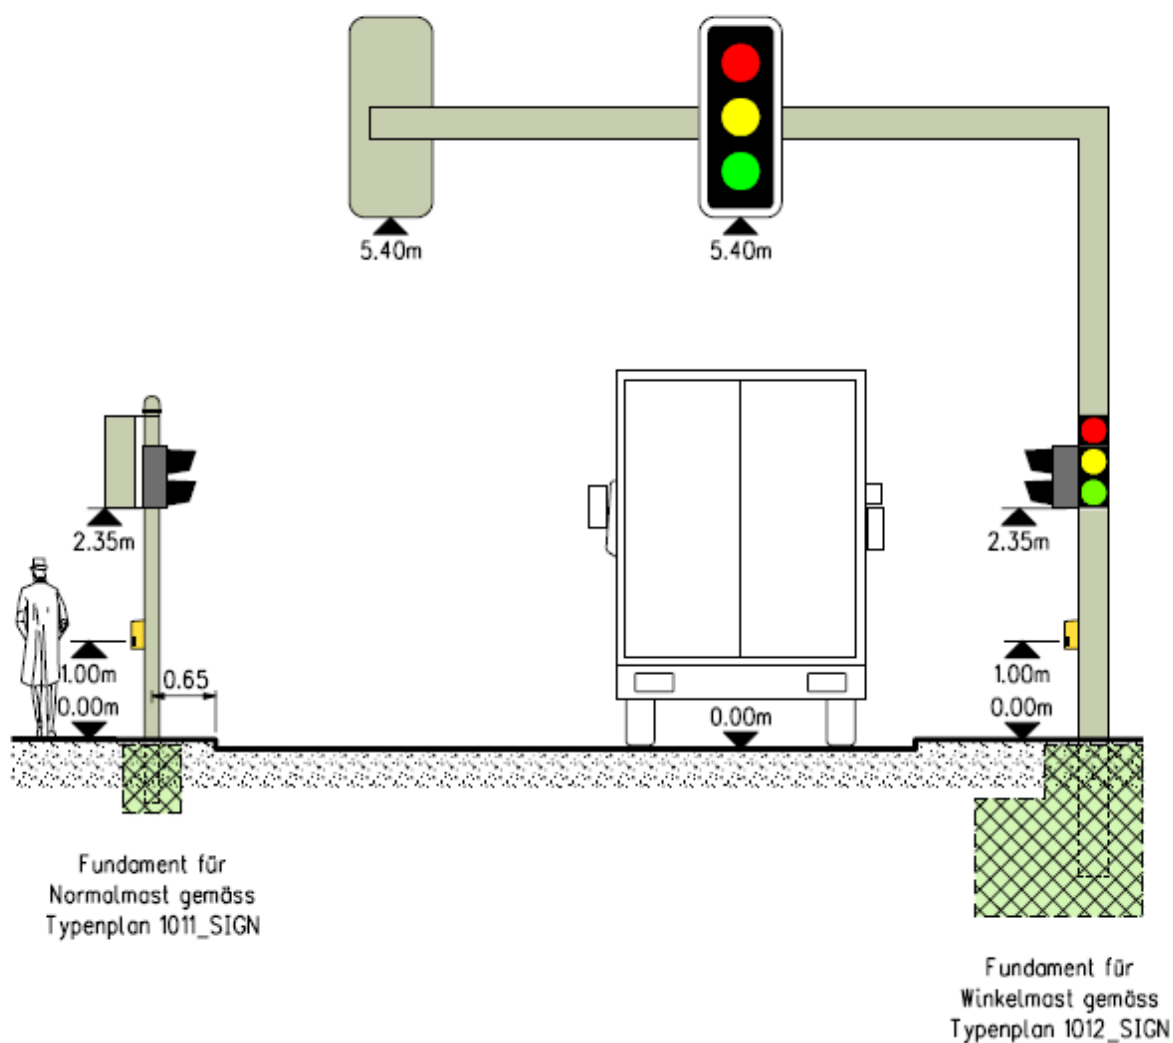 5.40m
5.40m
2.35m
2.35m
1.00m
0.65
1.00m
0.00m
0.00m
0.00m
Fundament für
Normalmast gemäss
Typenplan 1011_SIGN
Fundament für
Winkelmast gemäss
Typenplan 1012_SIGN